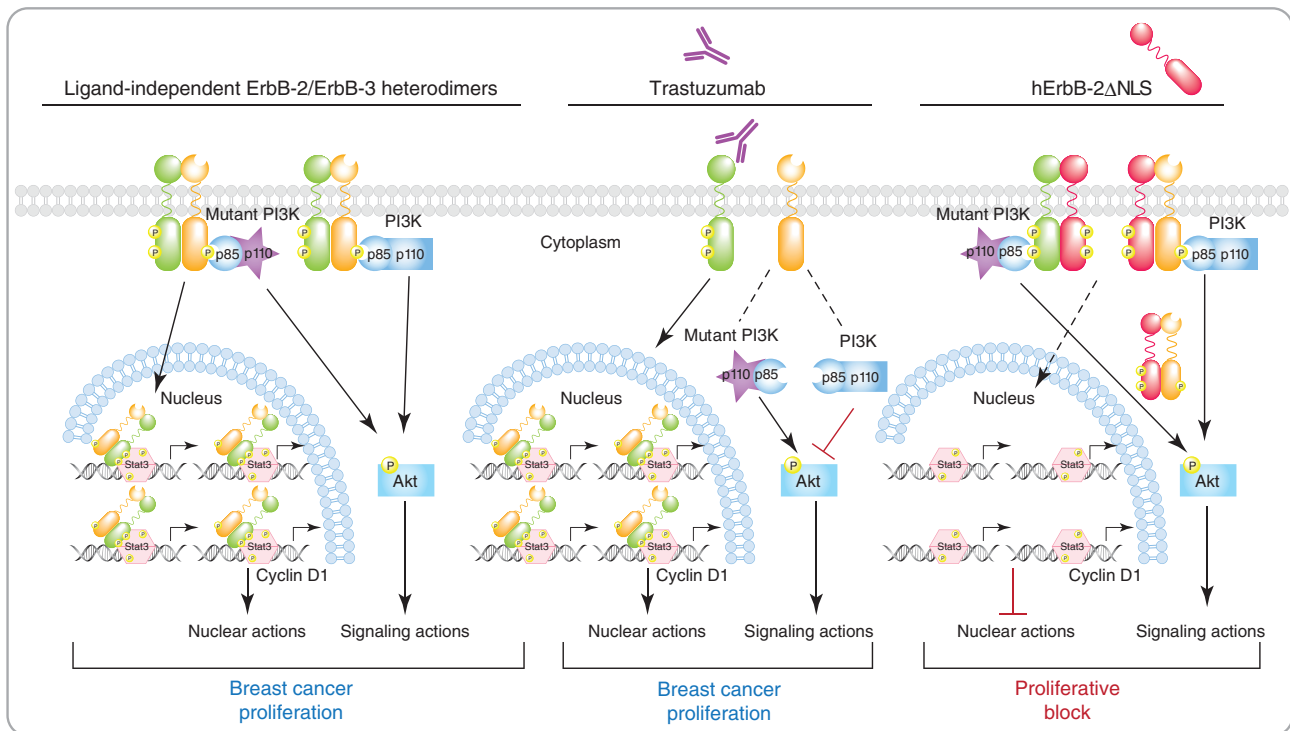 Ligand-independent ErbB-2/ErbB-3 heterodimers
Mutant PI3K
PI3K
P
P
P
p85
p110
P
P
P
p85
p110
Nucleus
P
P
P
Stat3
P
P
P
P
Stat3
P
P
P
P
Stat3
P
P
P
P
Stat3
P
P
Akt
Cyclin D1
Nuclear actions
Signaling actions
Breast cancer
proliferation
Trastuzumab
Cytoplasm
P
P
Mutant PI3K
PI3K
p110
p85
p85
p110
Nucleus
P
P
P
Stat3
P
P
P
P
Stat3
P
P
P
P
Stat3
P
P
P
P
Stat3
P
P
Akt
Cyclin D1
Nuclear actions
Signaling actions
Breast cancer
proliferation
hErbB-2ΔNLS
Mutant PI3K
PI3K
p110
p85
P
P
P
P
P
P
P
p85
p110
P
P
Nucleus
Stat3
P
P
Stat3
P
P
Stat3
P
P
Stat3
P
P
P
Akt
Cyclin D1
Nuclear actions
Signaling actions
Proliferative
block